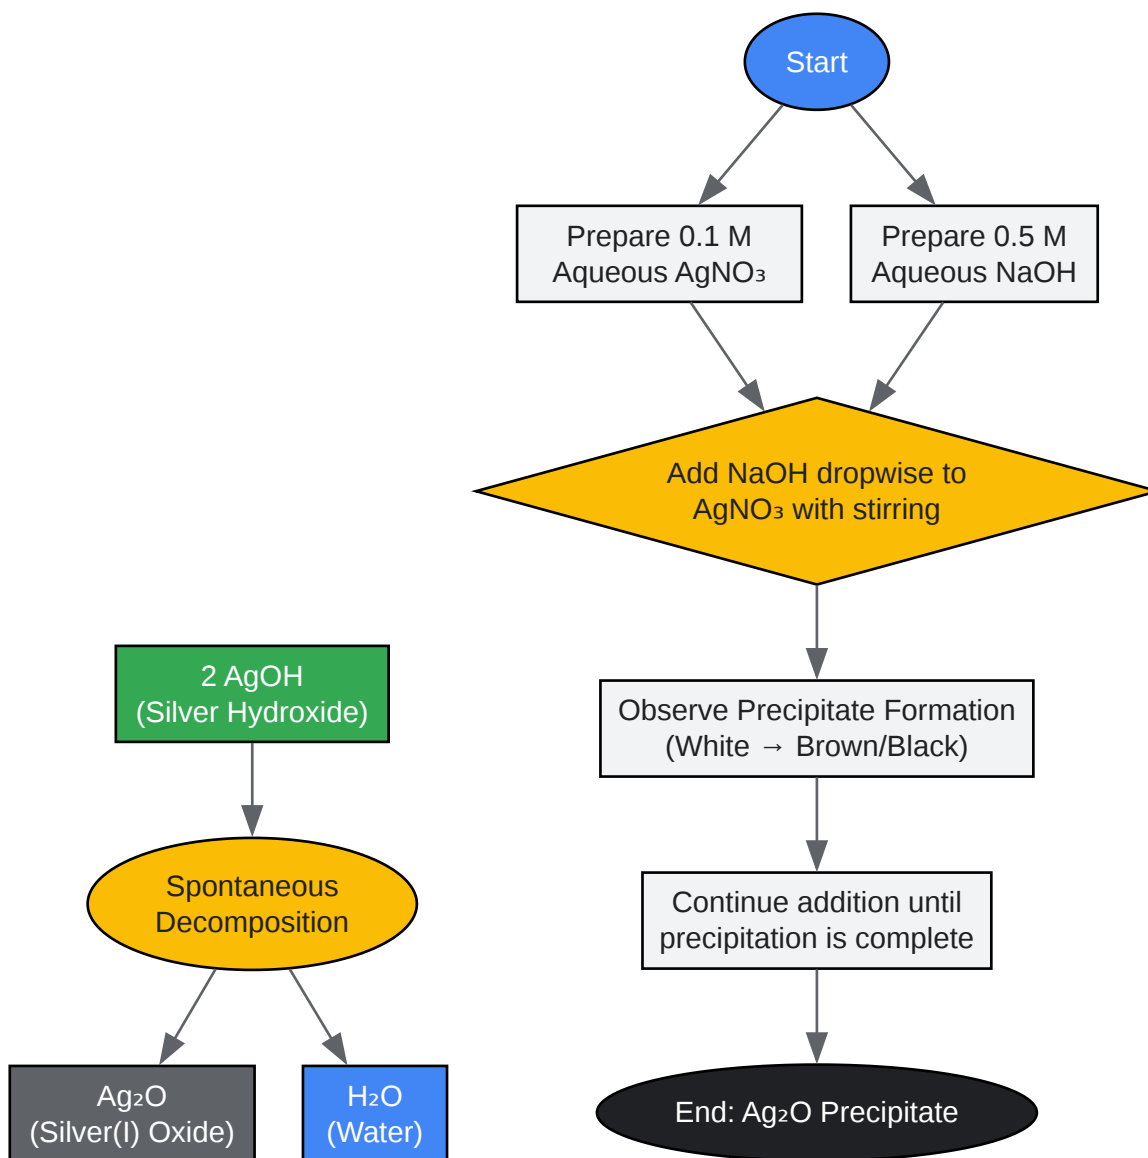 Start
Prepare 0.1 M
Aqueous AgNO₃
Prepare 0.5 M
Aqueous NaOH
Add NaOH dropwise to
AgNO₃ with stirring
Observe Precipitate Formation
(White → Brown/Black)
Continue addition until
precipitation is complete
End: Ag₂O Precipitate
2 AgOH
(Silver Hydroxide)
Spontaneous
Decomposition
Ag₂O
(Silver(I) Oxide)
H₂O
(Water)